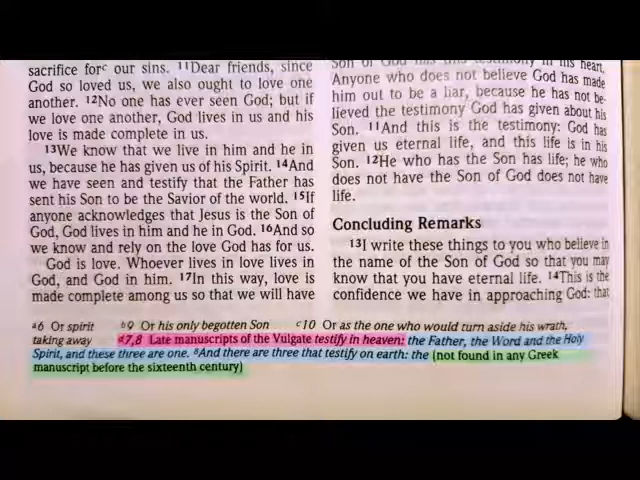 sacrifice forc our sins. 11Dear friends, since
God so loved us, we also ought to love one
another. 12No one has ever seen God; but if
we love one another, God lives in us and his
love is made complete in us.
13We know that we live in him and he in
us, because he has given us of his Spirit. 14And
we have seen and testify that the Father has
sent his Son to be the Savior of the world. 15If
anyone acknowledges that Jesus is the Son of
God, God lives in him and he in God. 16And so
we know and rely on the love God has for us.
God is love. Whoever lives in love lives in
God, and God in him. 17In this way, love is
made complete among us so that we will have
Son of God has this testimony in his heart.
Anyone who does not believe God has made
him out to be a liar, because he has not be-
lieved the testimony God has given about his
Son. 11And this is the testimony: God has
given us eternal life, and this life is in his
Son. 12He who has the Son has life; he who
does not have the Son of God does not have
life.
Concluding Remarks
13I write these things to you who believe in
the name of the Son of God so that you may
know that you have eternal life. 14This is the
confidence we have in approaching God: that
a6 Or spirit b9 Or his only begotten Son c10 Or as the one who would turn aside his wrath,
taking away d7,8 Late manuscripts of the Vulgate testify in heaven: the Father, the Word and the Holy
Spirit, and these three are one. 8And there are three that testify on earth: the (not found in any Greek
manuscript before the sixteenth century)